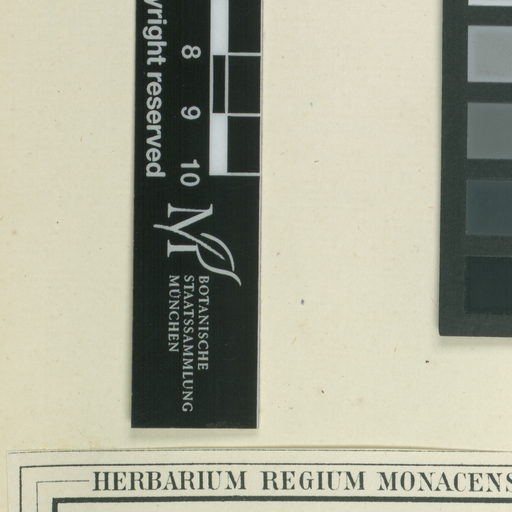 yright reserved
8
9
10
M
BOTANISCHE
STAATSSAMMLUNG
MÜNCHEN
HERBARIUM REGIUM MONACENS